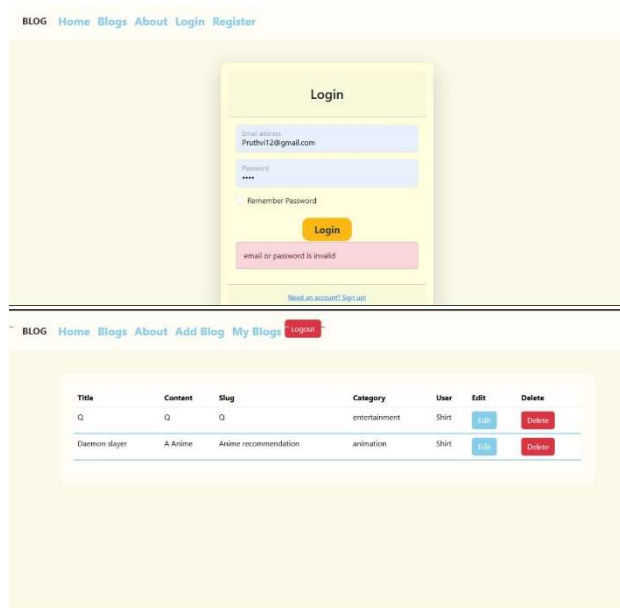 BLOG Home Blogs About Login Register
Login
Email address
Pruthvi12@gmail.com
Password
••••
Remember Password
Login
email or password is invalid
Need an account? Sign up!
BLOG Home Blogs About Add Blog My Blogs Logout
Title Content Slug Category User Edit Delete
Q Q Q entertainment Shirt Edit Delete
Daemon slayer A Anime Anime recommendation animation Shirt Edit Delete